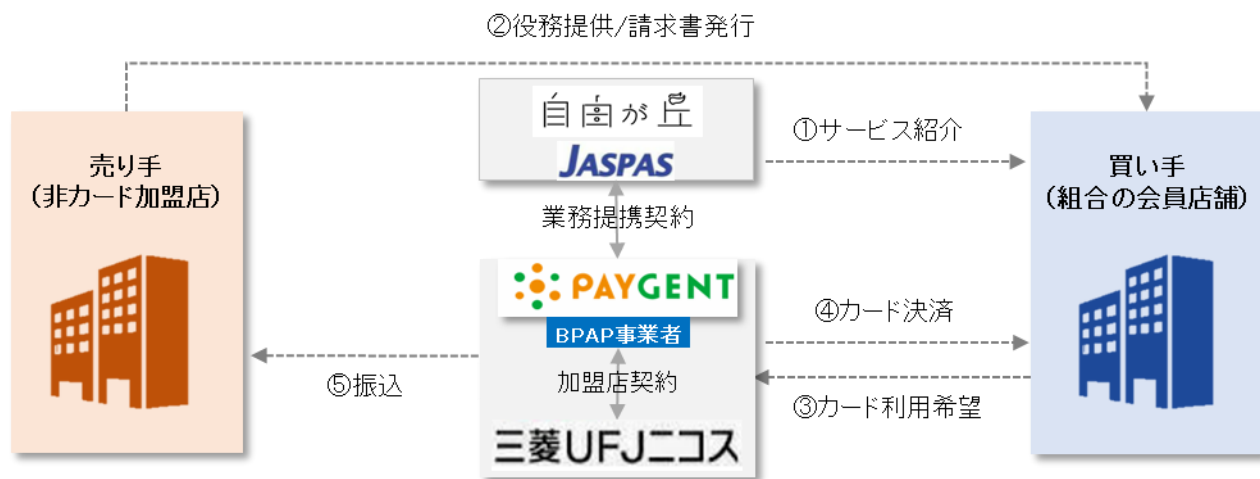 ②役務提供/請求書発行
自由が丘
JASPAS
①サービス紹介
売り手
(非カード加盟店)
買い手
(組合の会員店舗)
業務提携契約
PAYGENT
BPAP事業者
④カード決済
加盟店契約
⑤振込
③カード利用希望
三菱UFJニコス